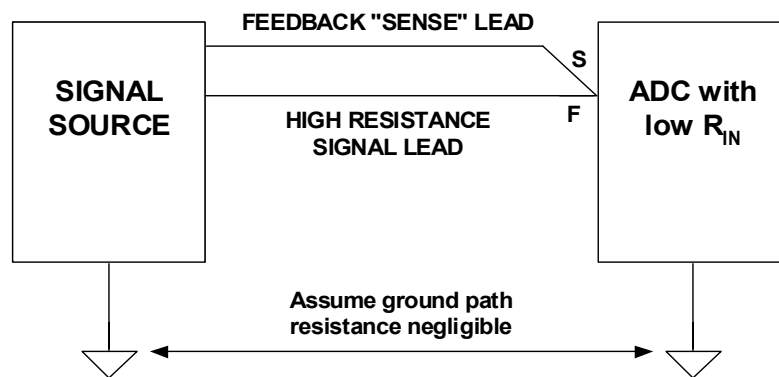 FEEDBACK "SENSE" LEAD
SIGNAL
SOURCE
S
F
HIGH RESISTANCE
SIGNAL LEAD
ADC with
low R_IN
Assume ground path
resistance negligible